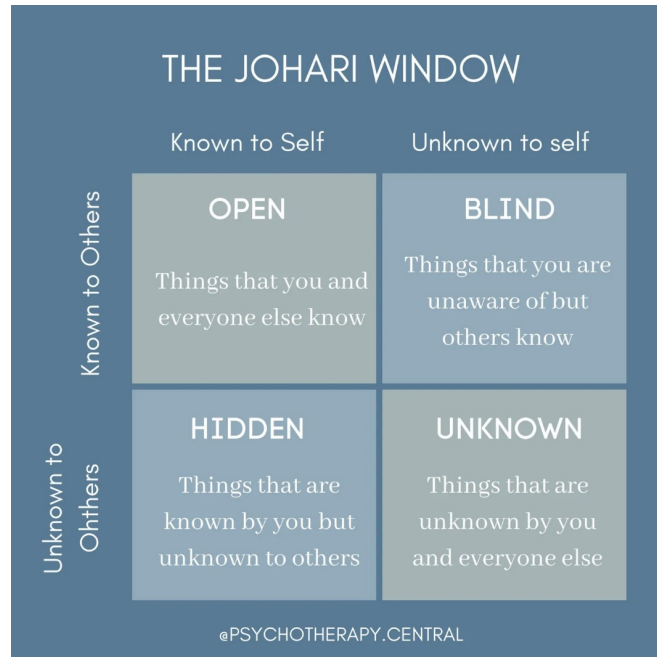 THE JOHARI WINDOW
Known to Self
Unknown to self
Known to Others
OPEN
Things that you and
everyone else know
BLIND
Things that you are
unaware of but
others know
Unknown to
Ohthers
HIDDEN
Things that are
known by you but
unknown to others
UNKNOWN
Things that are
unknown by you
and everyone else
@PSYCHOTHERAPY.CENTRAL